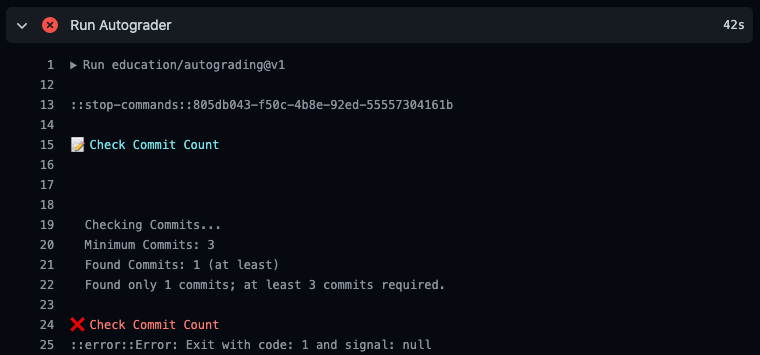 Run Autograder 42s
1 ▶ Run education/autograding@v1
12
13 ::stop-commands::805db043-f50c-4b8e-92ed-55557304161b
14
15 📝 Check Commit Count
16
17
18
19 Checking Commits...
20 Minimum Commits: 3
21 Found Commits: 1 (at least)
22 Found only 1 commits; at least 3 commits required.
23
24 ❌ Check Commit Count
25 ::error::Error: Exit with code: 1 and signal: null